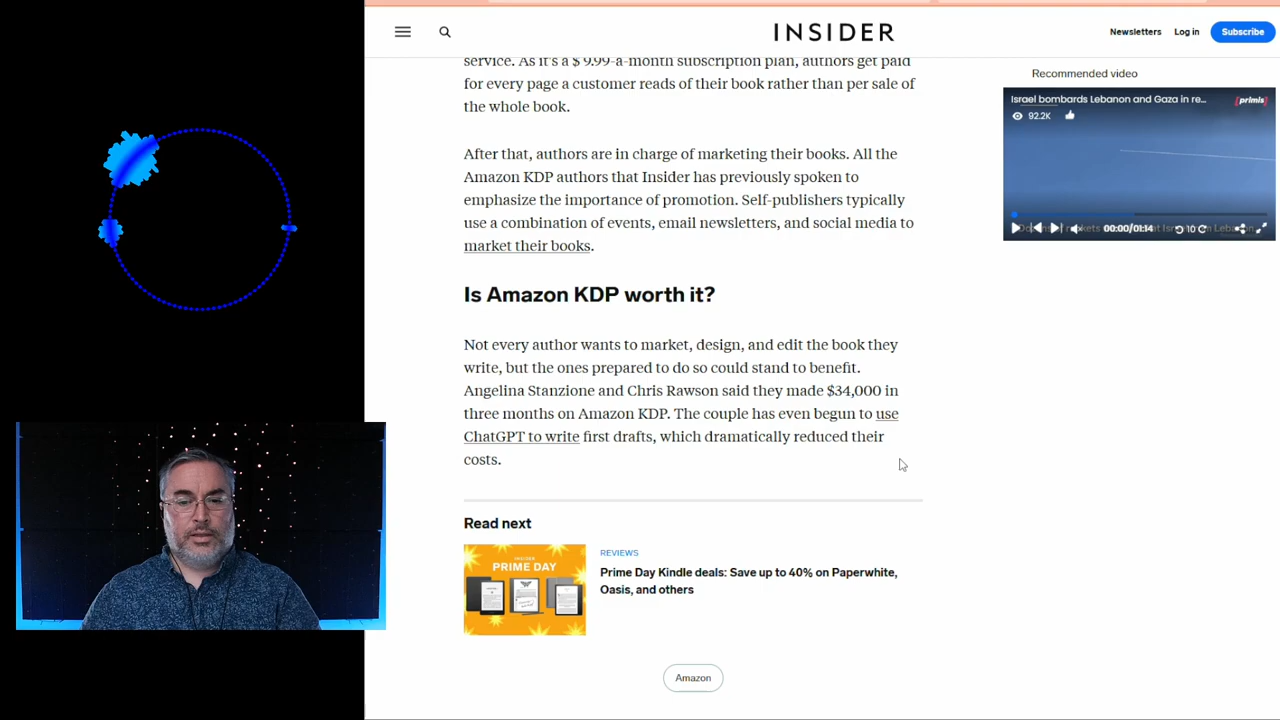 INSIDER
Newsletters
Log in
Subscribe
service. As it's a $ 9.99-a-month subscription plan, authors get paid
for every page a customer reads of their book rather than per sale of
the whole book.
After that, authors are in charge of marketing their books. All the
Amazon KDP authors that Insider has previously spoken to
emphasize the importance of promotion. Self-publishers typically
use a combination of events, email newsletters, and social media to
market their books.
Is Amazon KDP worth it?
Not every author wants to market, design, and edit the book they
write, but the ones prepared to do so could stand to benefit.
Angelina Stanzione and Chris Rawson said they made $34,000 in
three months on Amazon KDP. The couple has even begun to use
ChatGPT to write first drafts, which dramatically reduced their
costs.
Read next
INSIDER
PRIME DAY
REVIEWS
Prime Day Kindle deals: Save up to 40% on Paperwhite,
Oasis, and others
Amazon
Recommended video
Israel bombards Lebanon and Gaza in re...
[primis]
92.2K
00:00/01:14
10